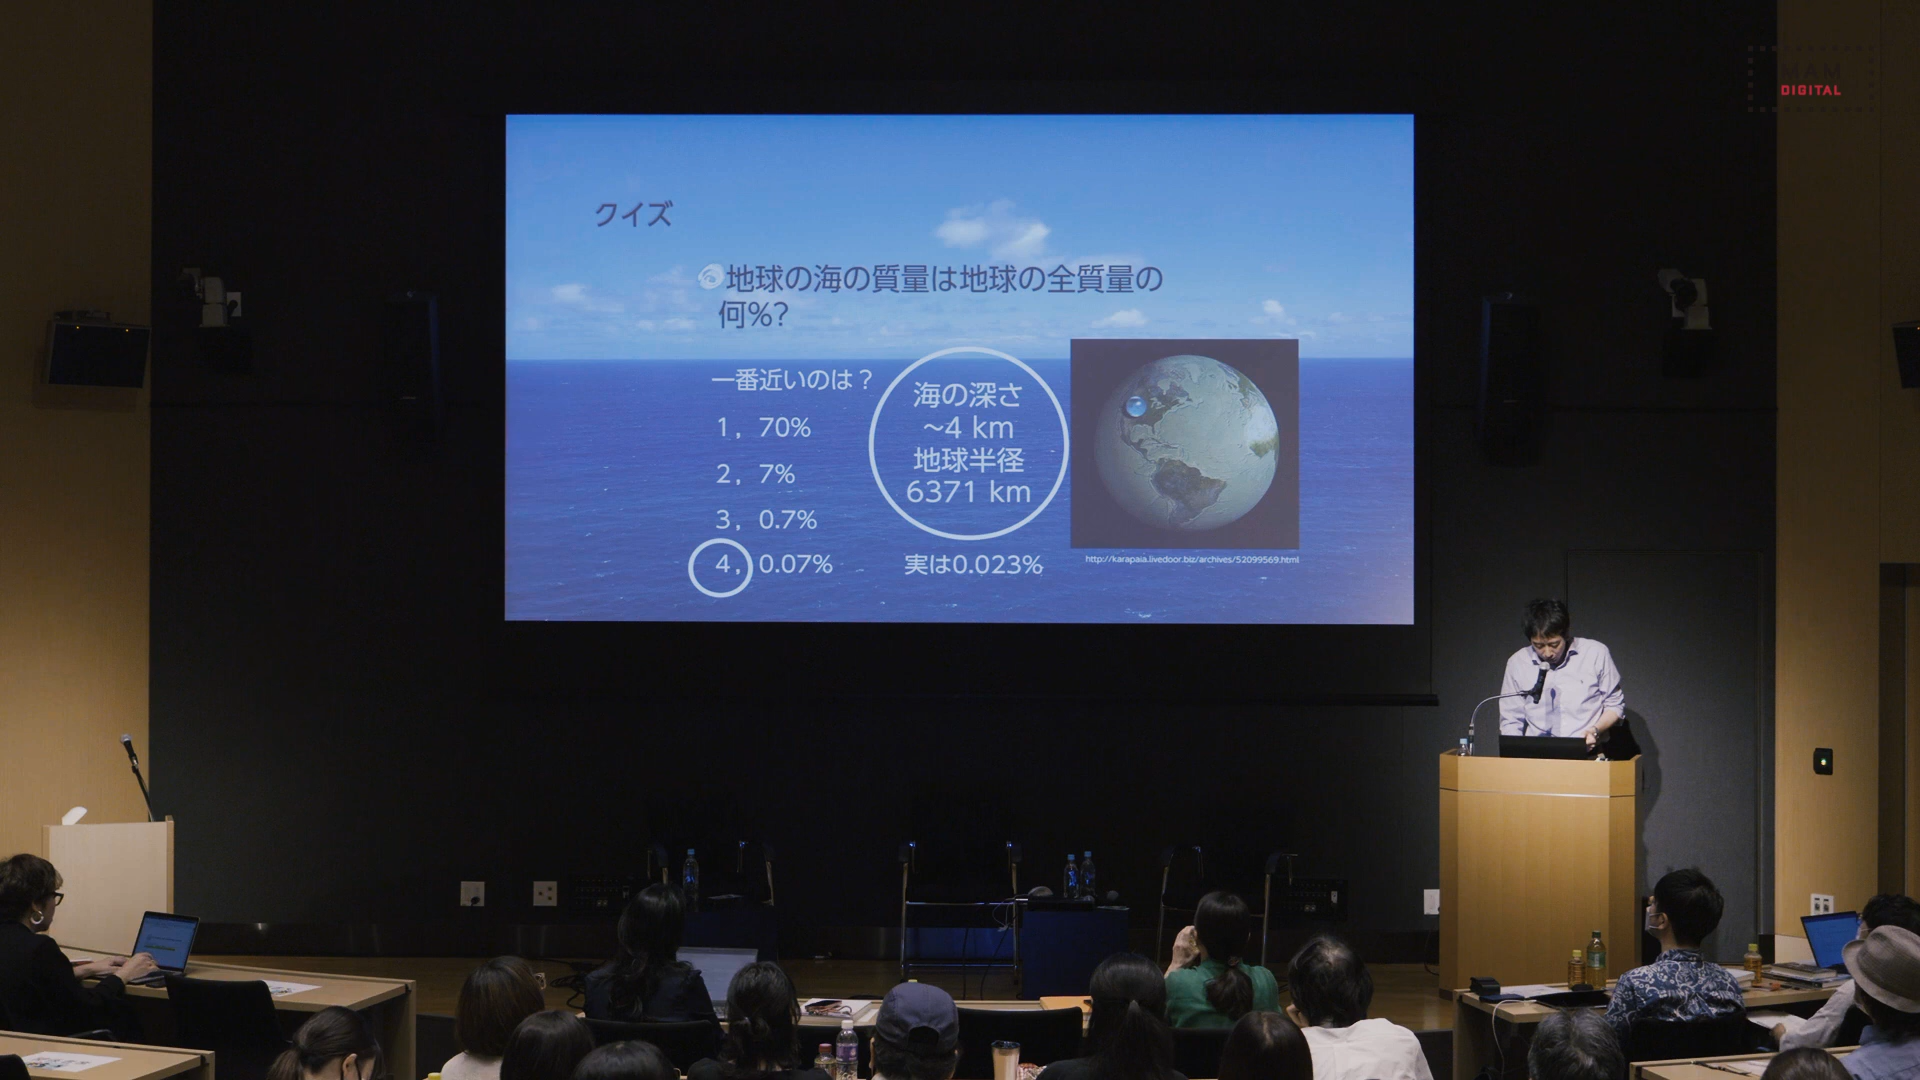 MAM
DIGITAL
クイズ
地球の海の質量は地球の全質量の
何%?
一番近いのは？
1，70%
2，7%
3，0.7%
4，0.07%
海の深さ
~4 km
地球半径
6371 km
実は0.023%
http://karapaia.livedoor.biz/archives/52099569.html